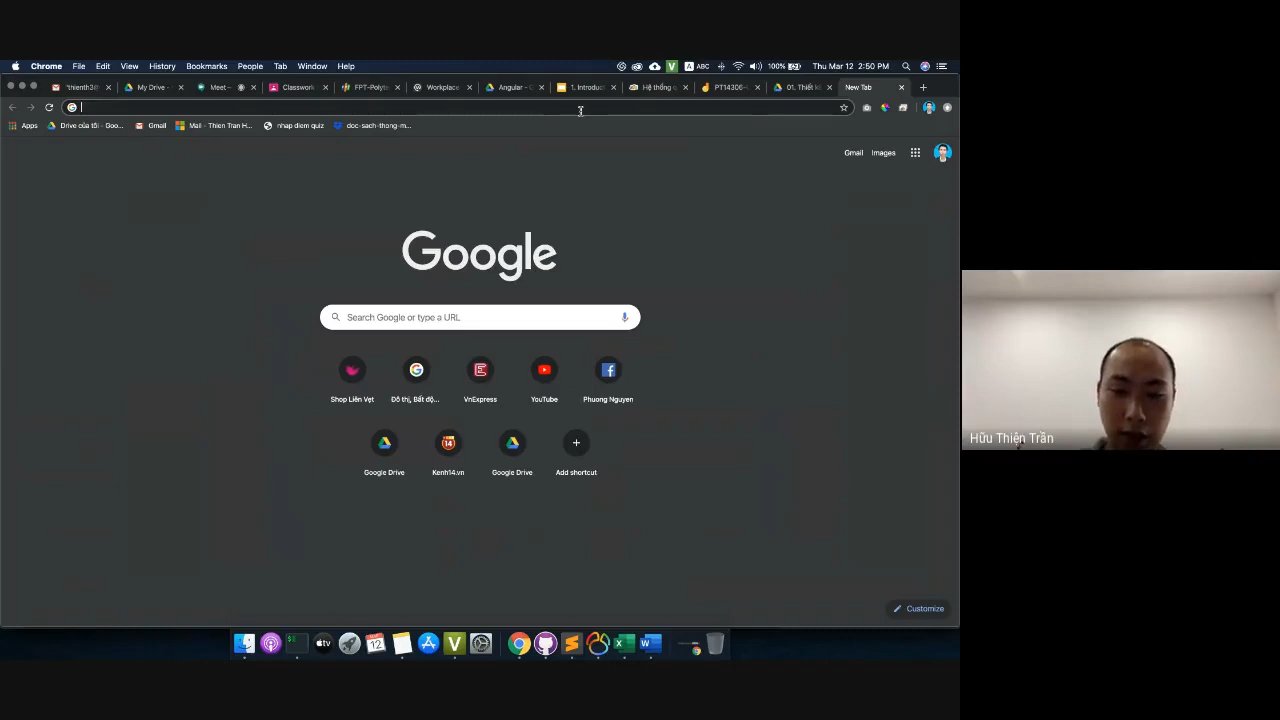 Chrome File Edit View History Bookmarks People Tab Window Help
V A ABC 100% Thu Mar 12 2:50 PM
'thienth3@ My Drive - Meet – Classwork FPT-Polyte Workplace Angular - G 1. Introduct Hệ thống q PT14306- 01. Thiết k New Tab
Apps Drive của tôi - Goo... Gmail Mail - Thien Tran H... nhap diem quiz doc-sach-thong-m...
Gmail Images
Google
Search Google or type a URL
Shop Liên Vẹt Đô thị, Bất độ... VnExpress YouTube Phuong Nguyen
Google Drive Kenh14.vn Google Drive Add shortcut
Hữu Thiện Trần
Customize